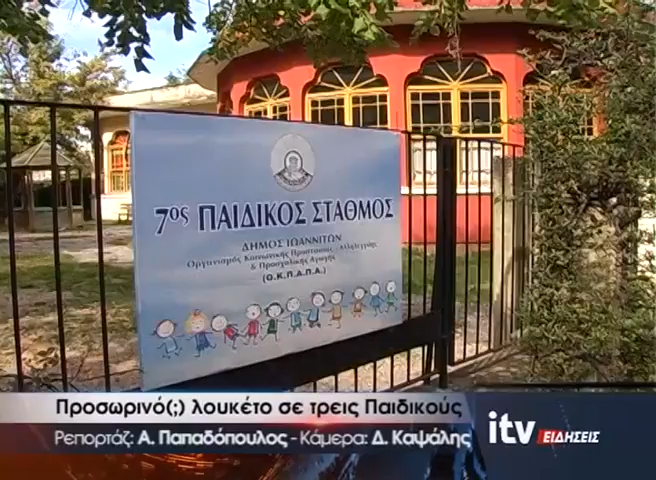 7ος ΠΑΙΔΙΚΟΣ ΣΤΑΘΜΟΣ
ΔΗΜΟΣ ΙΩΑΝΝΙΤΩΝ
Οργανισμός Κοινωνικής Προστασίας - Αλληλεγγύης
& Προσχολικής Αγωγής
(Ο.Κ.Π.Α.Π.Α.)
Προσωρινό(;) λουκέτο σε τρεις Παιδικούς
Ρεπορτάζ: Α. Παπαδόπουλος - Κάμερα: Δ. Καψάλης
itv ΕΙΔΗΣΕΙΣ